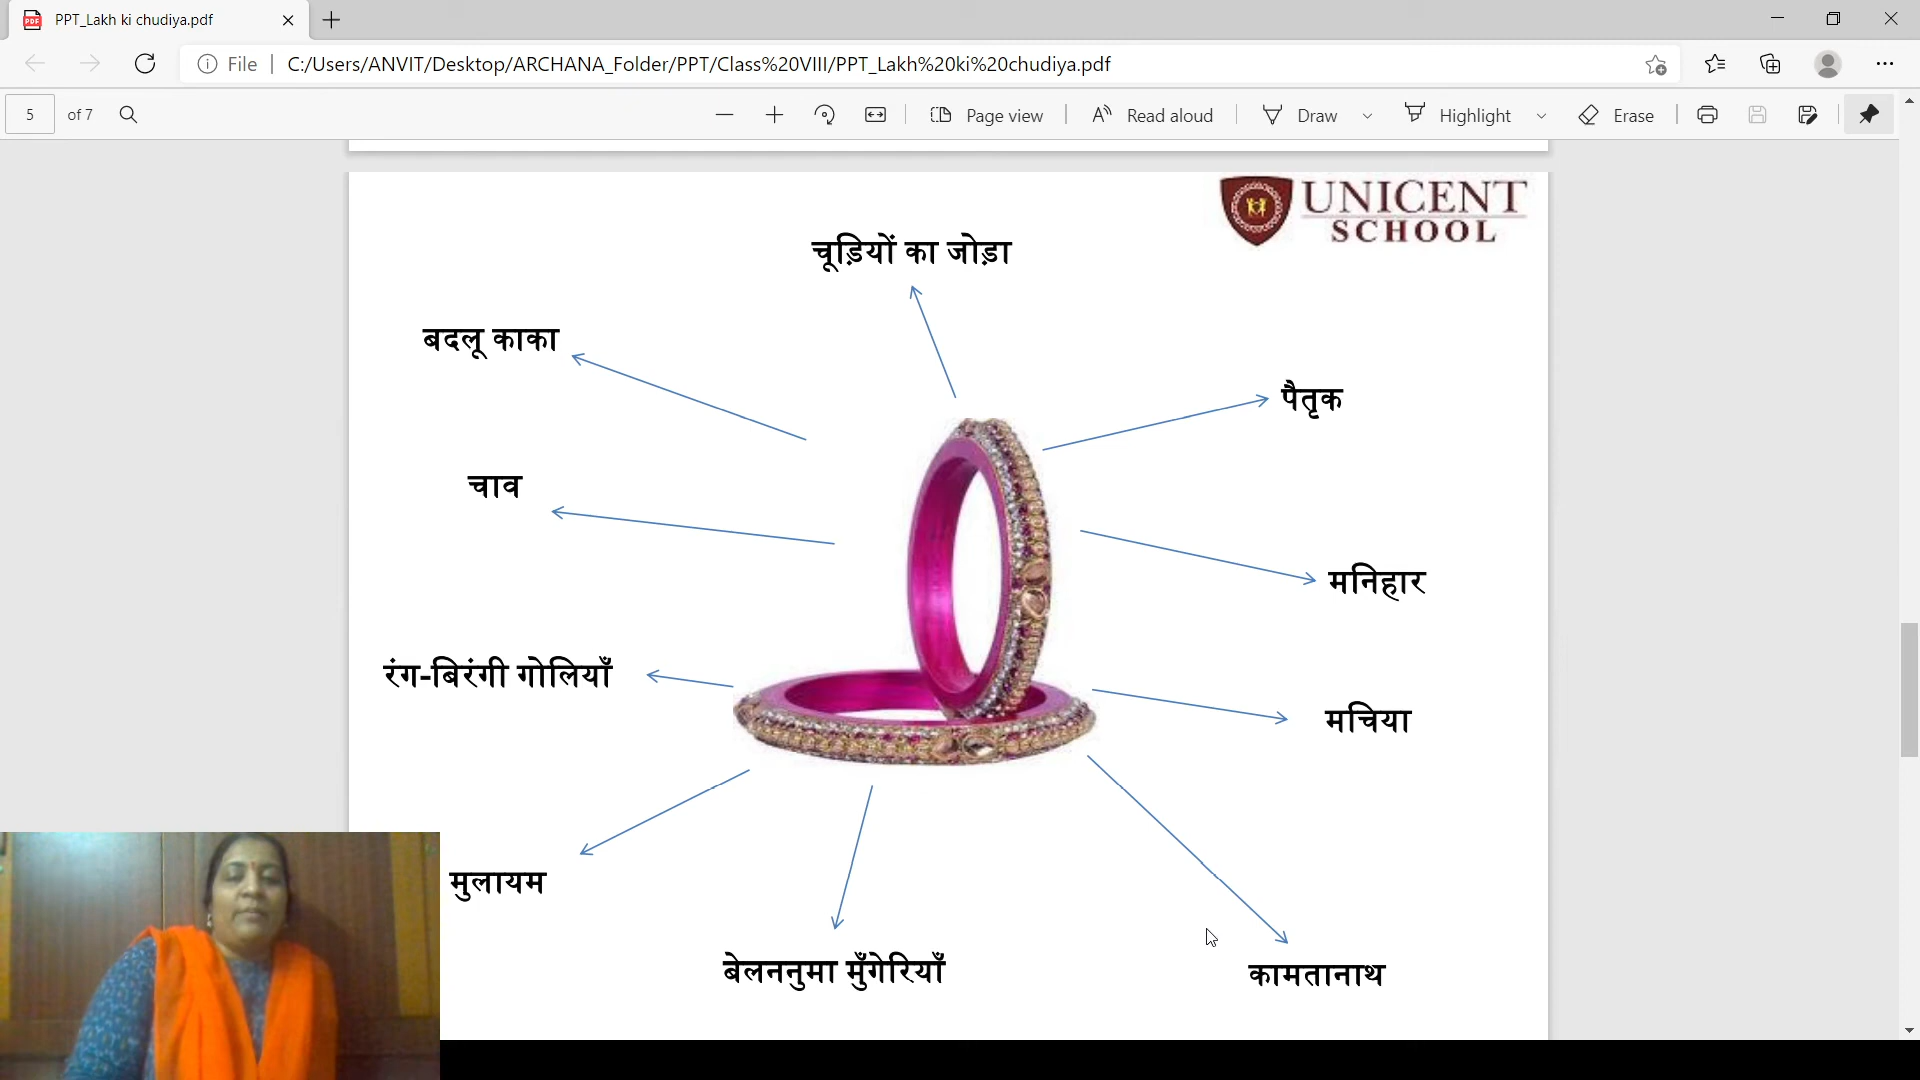 PPT_Lakh ki chudiya.pdf
File
C:/Users/ANVIT/Desktop/ARCHANA_Folder/PPT/Class%20VIII/PPT_Lakh%20ki%20chudiya.pdf
5 of 7
Page view
Read aloud
Draw
Highlight
Erase
UNICENT
SCHOOL
चूड़ियों का जोड़ा
बदलू काका
पैतृक
चाव
मनिहार
रंग-बिरंगी गोलियाँ
मचिया
मुलायम
बेलननुमा मुँगेरियाँ
कामतानाथ